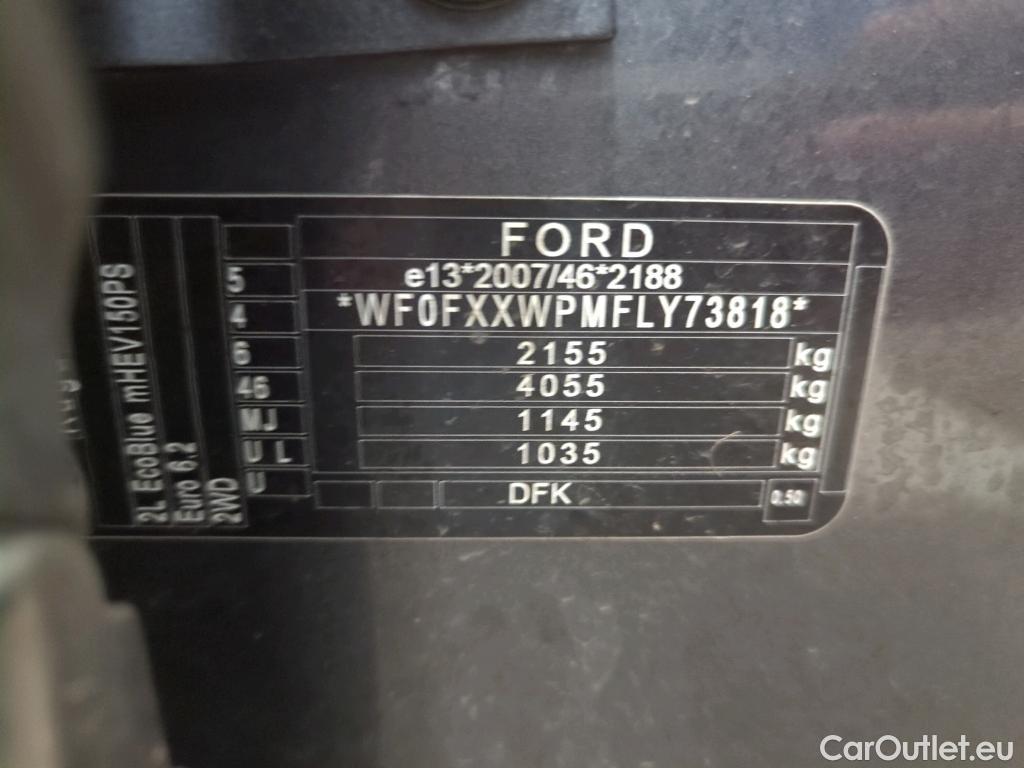 FORD
e13*2007/46*2188
*WF0FXXWPMFLY73818*
2155 kg
4055 kg
1145 kg
1035 kg
DFK
0.50
5
4
6
46
MJ
U L
U
2L EcoBlue mHEV150PS
Euro 6.2
2WD
CarOutlet.eu